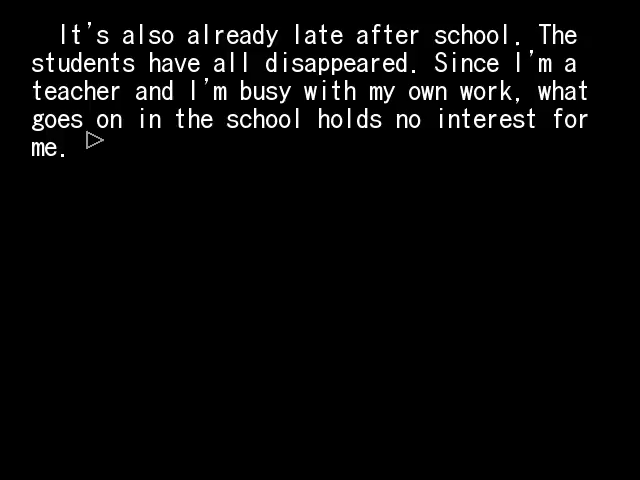 It's also already late after school. The
students have all disappeared. Since I'm a
teacher and I'm busy with my own work, what
goes on in the school holds no interest for
me.